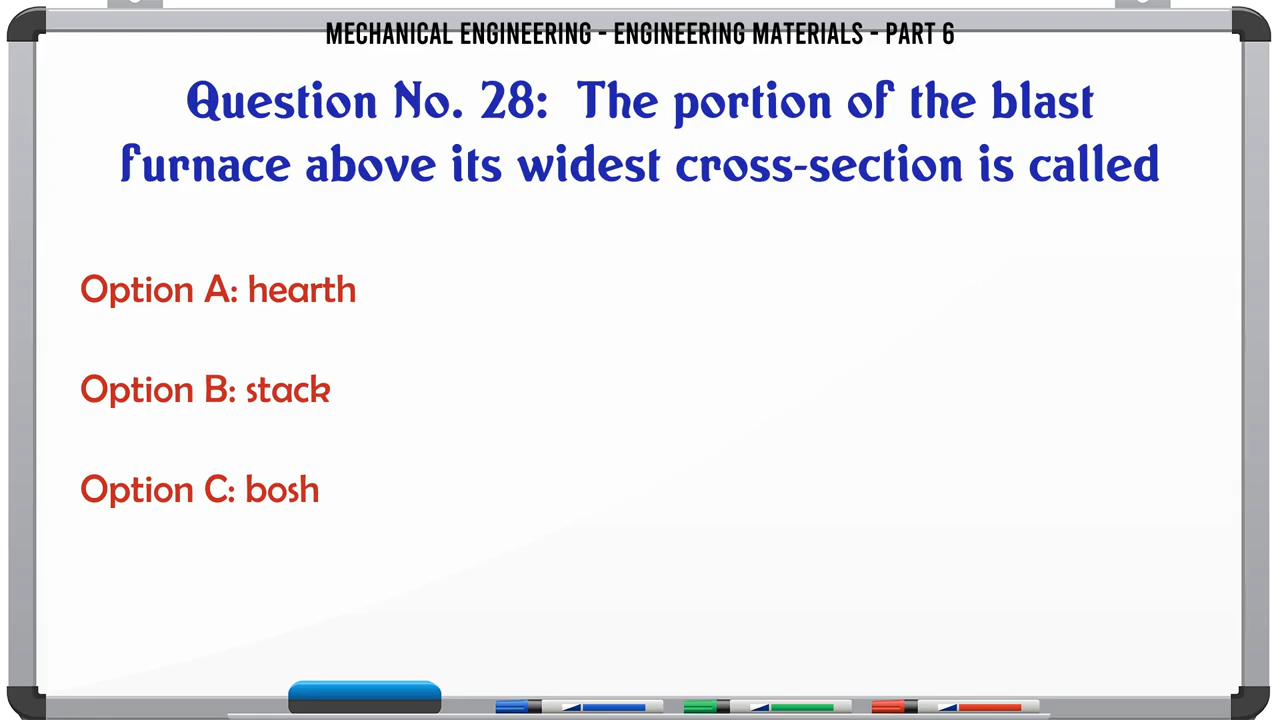 MECHANICAL ENGINEERING - ENGINEERING MATERIALS - PART 6
Question No. 28: The portion of the blast
furnace above its widest cross-section is called
Option A: hearth
Option B: stack
Option C: bosh